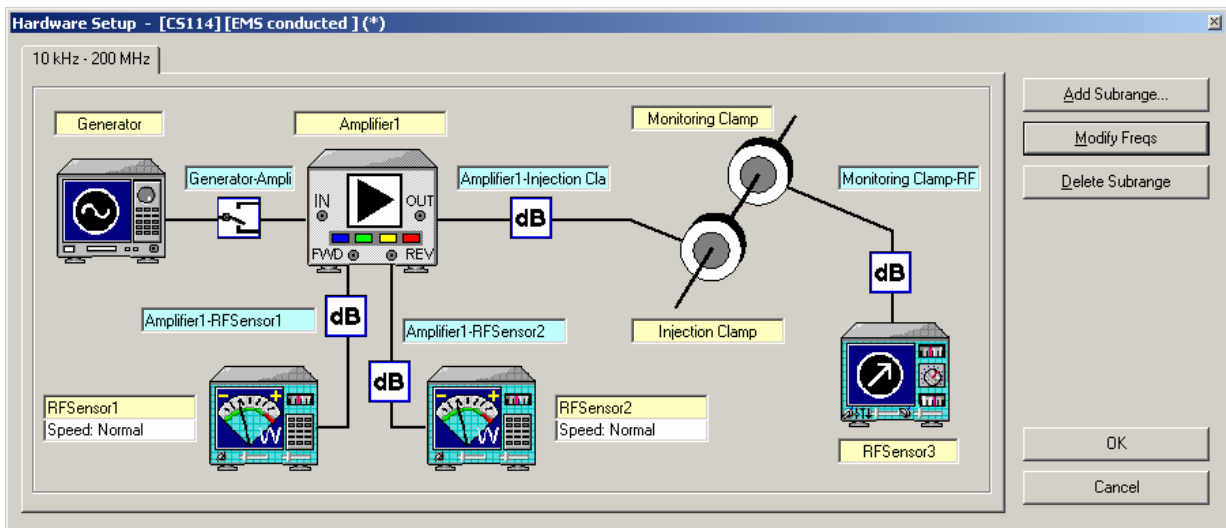 Hardware Setup - [CS114] [EMS conducted ] (*)
10 kHz - 200 MHz
Generator
Amplifier1
Monitoring Clamp
Generator-Ampli
Amplifier1-Injection Cla
Monitoring Clamp-RF
IN
OUT
dB
FWD
REV
dB
Amplifier1-RFSensor1
dB
Amplifier1-RFSensor2
Injection Clamp
dB
RFSensor1
Speed: Normal
RFSensor2
Speed: Normal
RFSensor3
Add Subrange...
Modify Freqs
Delete Subrange
OK
Cancel